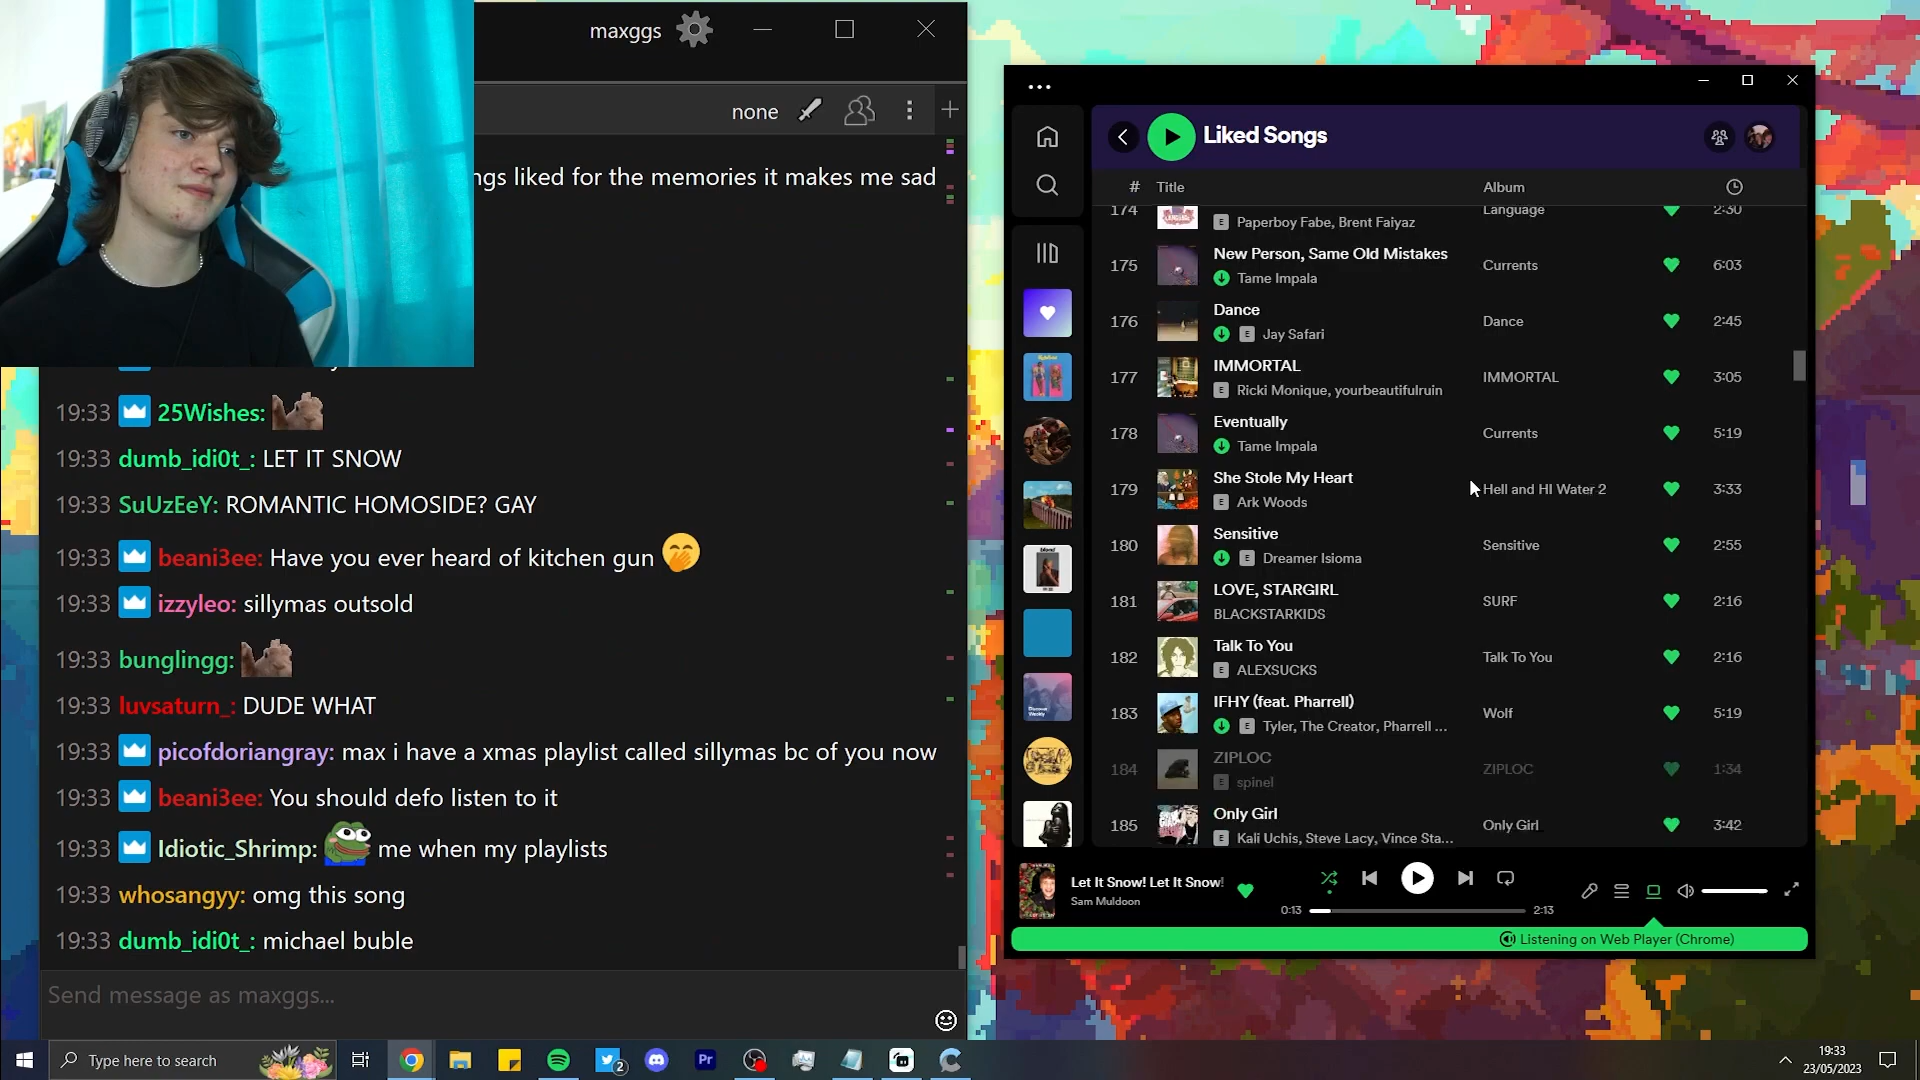 maxggs
none
ngs liked for the memories it makes me sad
19:33 25Wishes:
19:33 dumb_idi0t_: LET IT SNOW
19:33 SuUzEeY: ROMANTIC HOMOSIDE? GAY
19:33 beani3ee: Have you ever heard of kitchen gun
19:33 izzyleo: sillymas outsold
19:33 bunglingg:
19:33 luvsaturn_: DUDE WHAT
19:33 picofdoriangray: max i have a xmas playlist called sillymas bc of you now
19:33 beani3ee: You should defo listen to it
19:33 Idiotic_Shrimp: me when my playlists
19:33 whosangyy: omg this song
19:33 dumb_idi0t_: michael buble
Send message as maxggs...
Liked Songs
# Title Album
174 Language 2:30
E Paperboy Fabe, Brent Faiyaz
New Person, Same Old Mistakes
175 Currents 6:03
Tame Impala
Dance
176 Dance 2:45
E Jay Safari
IMMORTAL
177 IMMORTAL 3:05
E Ricki Monique, yourbeautifulruin
Eventually
178 Currents 5:19
Tame Impala
She Stole My Heart
179 Hell and HI Water 2 3:33
E Ark Woods
Sensitive
180 Sensitive 2:55
E Dreamer Isioma
LOVE, STARGIRL
181 SURF 2:16
BLACKSTARKIDS
Talk To You
182 Talk To You 2:16
E ALEXSUCKS
IFHY (feat. Pharrell)
183 Wolf 5:19
E Tyler, The Creator, Pharrell ...
ZIPLOC
184 ZIPLOC 1:34
E spinel
Only Girl
185 Only Girl 3:42
E Kali Uchis, Steve Lacy, Vince Sta...
blond
Discover
Weekly
Let It Snow! Let It Snow!
Sam Muldoon
0:13 2:13
Listening on Web Player (Chrome)
Type here to search
2
Pr
19:33
23/05/2023